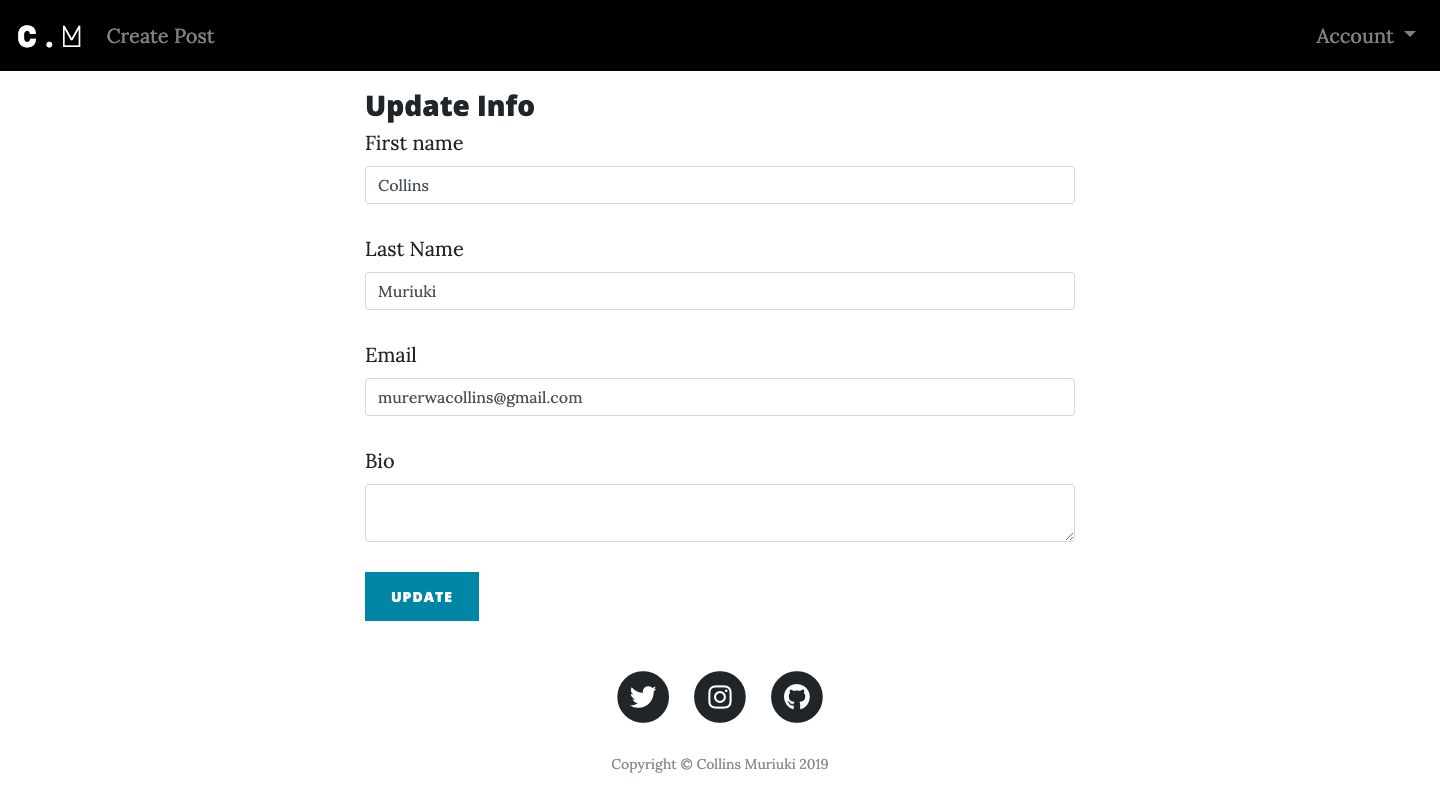 C.M Create Post Account
Update Info
First name
Collins
Last Name
Muriuki
Email
murerwacollins@gmail.com
Bio
UPDATE
Copyright © Collins Muriuki 2019